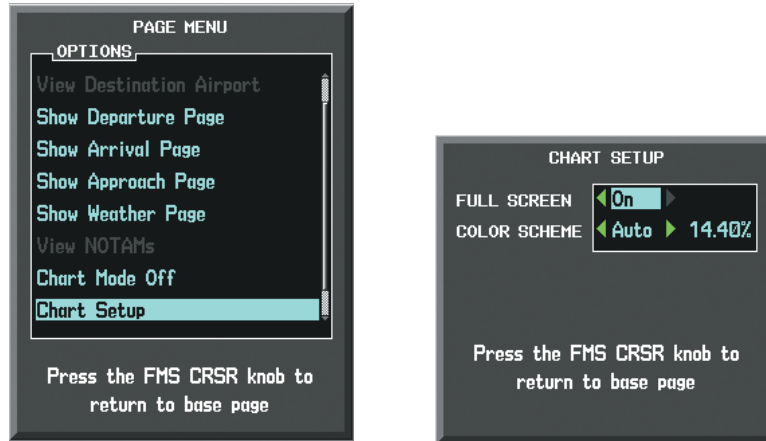 PAGE MENU
OPTIONS
View Destination Airport
Show Departure Page
Show Arrival Page
Show Approach Page
Show Weather Page
View NOTAMs
Chart Mode Off
Chart Setup
Press the FMS CRSR knob to
return to base page
CHART SETUP
FULL SCREEN On
COLOR SCHEME Auto 14.40%
Press the FMS CRSR knob to
return to base page